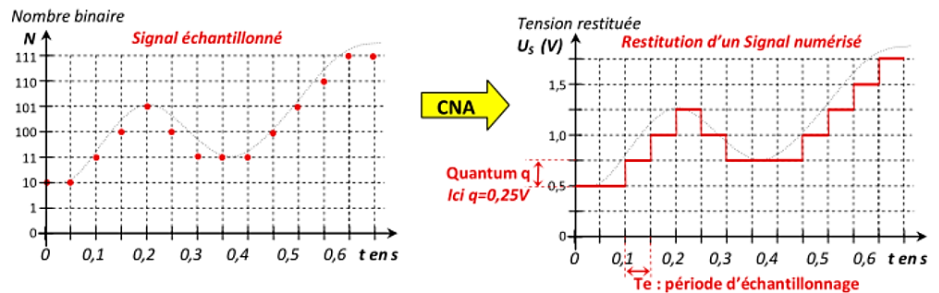 Nombre binaire
N
Signal échantillonné
111
110
101
100
11
10
1
0
0 0,1 0,2 0,3 0,4 0,5 0,6 t en s
CNA
Tension restituée
Us (V)
Restitution d'un Signal numérisé
1,5
1,0
Quantum q
Ici q=0,25V
0,5
0
0 0,1 0,2 0,3 0,4 0,5 0,6 t en s
Te : période d'échantillonnage